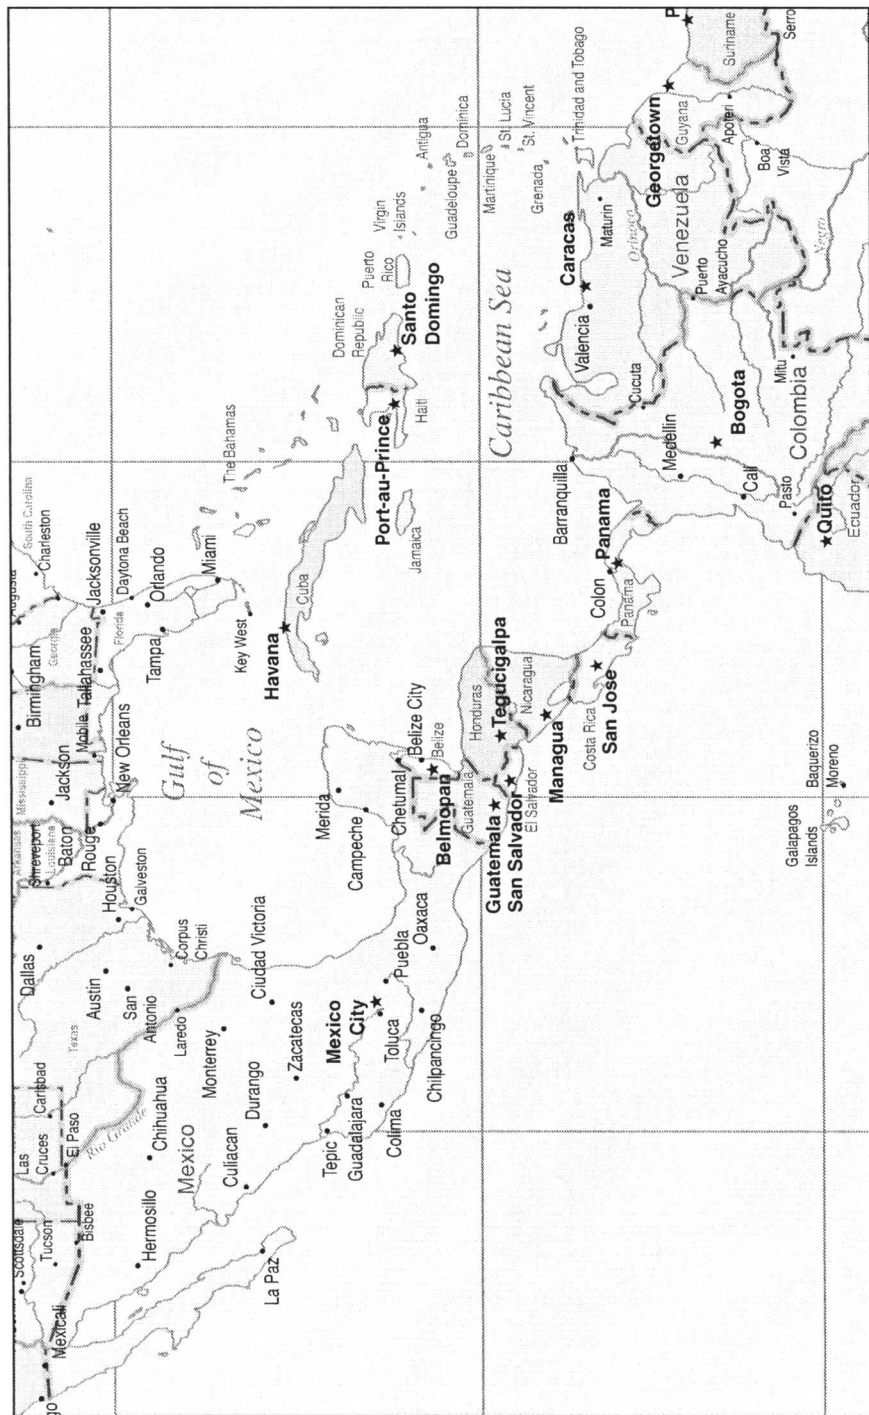 Scottsdale
Tucson
Mexicali
Bisbee
Las
Cruces
El Paso
Carlsbad
Texas
Rio Grande
Dallas
Austin
San
Antonio
Laredo
Corpus
Christi
Houston
Galveston
Arkansas
Shreveport
Louisiana
Baton
Rouge
New Orleans
Mississippi
Jackson
Mobile
Birmingham
Tallahassee
Georgia
Augusta
South Carolina
Charleston
Jacksonville
Daytona Beach
Florida
Orlando
Tampa
Miami
Key West
Hermosillo
Chihuahua
Mexico
Culiacan
La Paz
Durango
Monterrey
Ciudad Victoria
Zacatecas
Tepic
Guadalajara
Colima
Mexico
City
Toluca
Puebla
Chilpancingo
Oaxaca
Gulf
of
Mexico
Merida
Campeche
Chetumal
Belize City
Belize
Belmopan
Guatemala
Guatemala
San Salvador
El Salvador
Honduras
Tegucigalpa
Nicaragua
Managua
Costa Rica
San Jose
Colon
Panama
Panama
Havana
Cuba
The Bahamas
Jamaica
Port-au-Prince
Haiti
Dominican
Republic
Santo
Domingo
Puerto
Rico
Virgin
Islands
Antigua
Guadeloupe
Dominica
Martinique
St. Lucia
St. Vincent
Grenada
Trinidad and Tobago
Caribbean Sea
Barranquilla
Medellin
Cali
Pasto
Bogota
Colombia
Mitu
Cucuta
Valencia
Caracas
Maturin
Orinoco
Venezuela
Puerto
Ayacucho
Negro
Georgetown
Guyana
Apoteri
Boa
Vista
Suriname
Serro
P
Quito
Ecuador
Galapagos
Islands
Baquerizo
Moreno
go